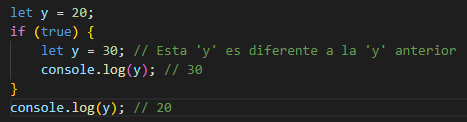 let y = 20;
if (true) {
    let y = 30; // Esta 'y' es diferente a la 'y' anterior
    console.log(y); // 30
}
console.log(y); // 20